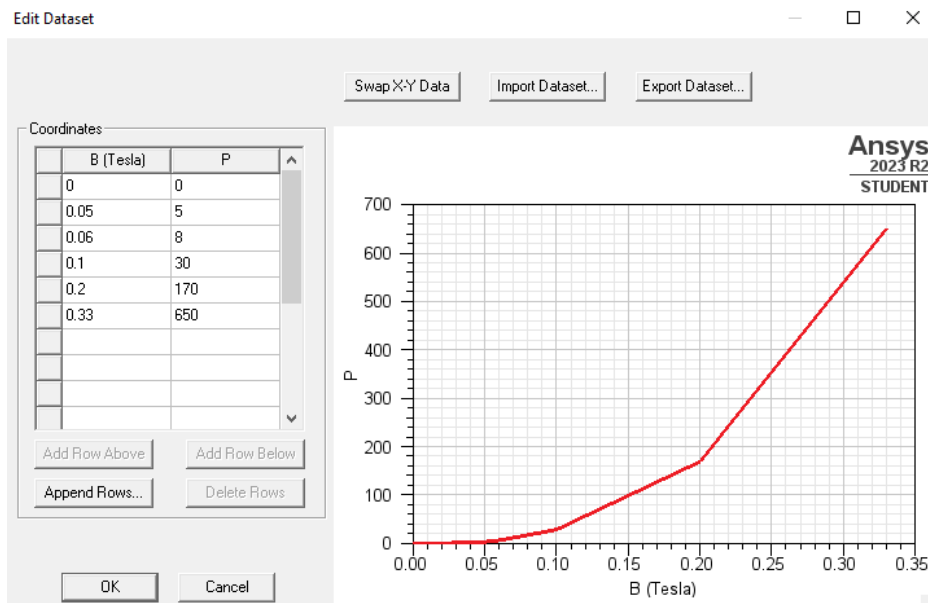 Edit Dataset
Swap X-Y Data Import Dataset... Export Dataset...
Coordinates
B (Tesla) P
0 0
0.05 5
0.06 8
0.1 30
0.2 170
0.33 650
Add Row Above Add Row Below
Append Rows... Delete Rows
OK Cancel
Ansys
2023 R2
STUDENT
700
600
500
400
300
200
100
0
P
0.00 0.05 0.10 0.15 0.20 0.25 0.30 0.35
B (Tesla)